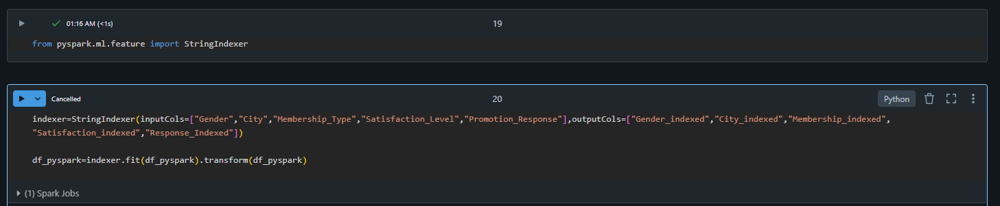 01:16 AM (<1s)
19
from pyspark.ml.feature import StringIndexer
Cancelled
20
Python
indexer=StringIndexer(inputCols=["Gender","City","Membership_Type","Satisfaction_Level","Promotion_Response"],outputCols=["Gender_indexed","City_indexed","Membership_indexed",
"Satisfaction_indexed","Response_Indexed"])
df_pyspark=indexer.fit(df_pyspark).transform(df_pyspark)
(1) Spark Jobs